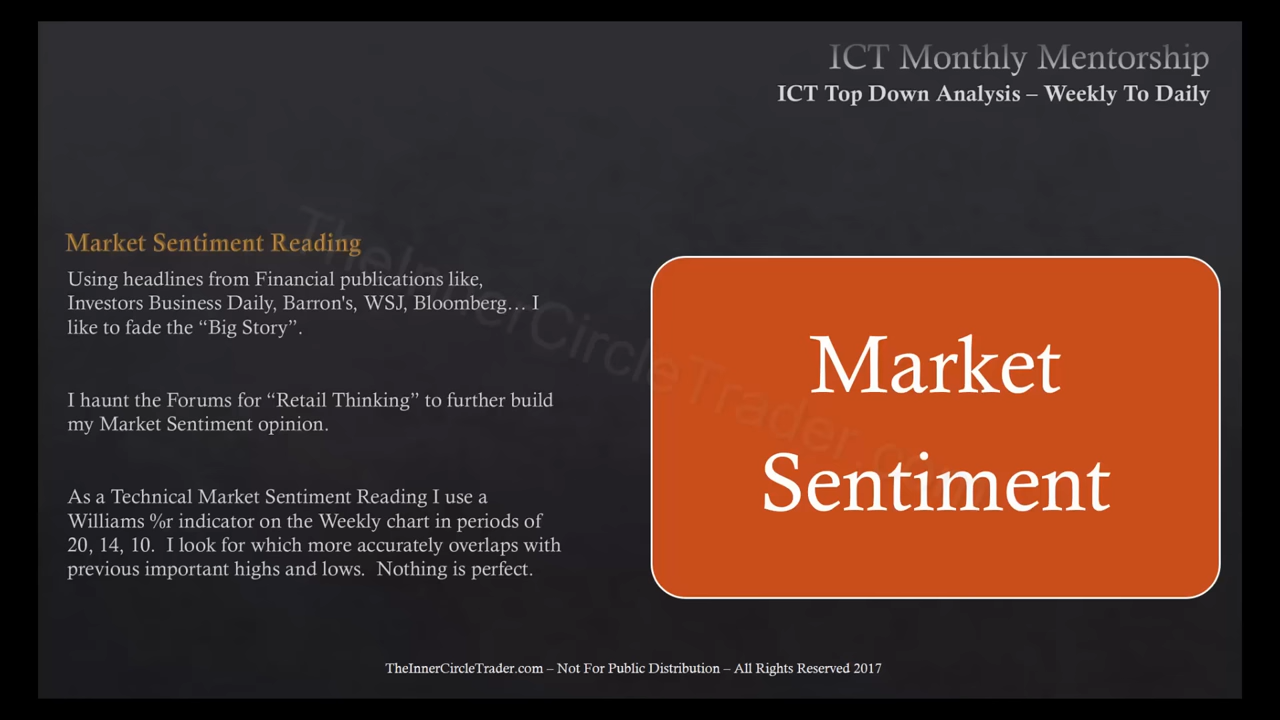 ICT Monthly Mentorship
ICT Top Down Analysis – Weekly To Daily
Market Sentiment Reading
Using headlines from Financial publications like,
Investors Business Daily, Barron's, WSJ, Bloomberg… I
like to fade the “Big Story”.
I haunt the Forums for “Retail Thinking” to further build
my Market Sentiment opinion.
As a Technical Market Sentiment Reading I use a
Williams %r indicator on the Weekly chart in periods of
20, 14, 10.  I look for which more accurately overlaps with
previous important highs and lows.  Nothing is perfect.
Market
Sentiment
TheInnerCircleTrader.com
TheInnerCircleTrader.com – Not For Public Distribution – All Rights Reserved 2017